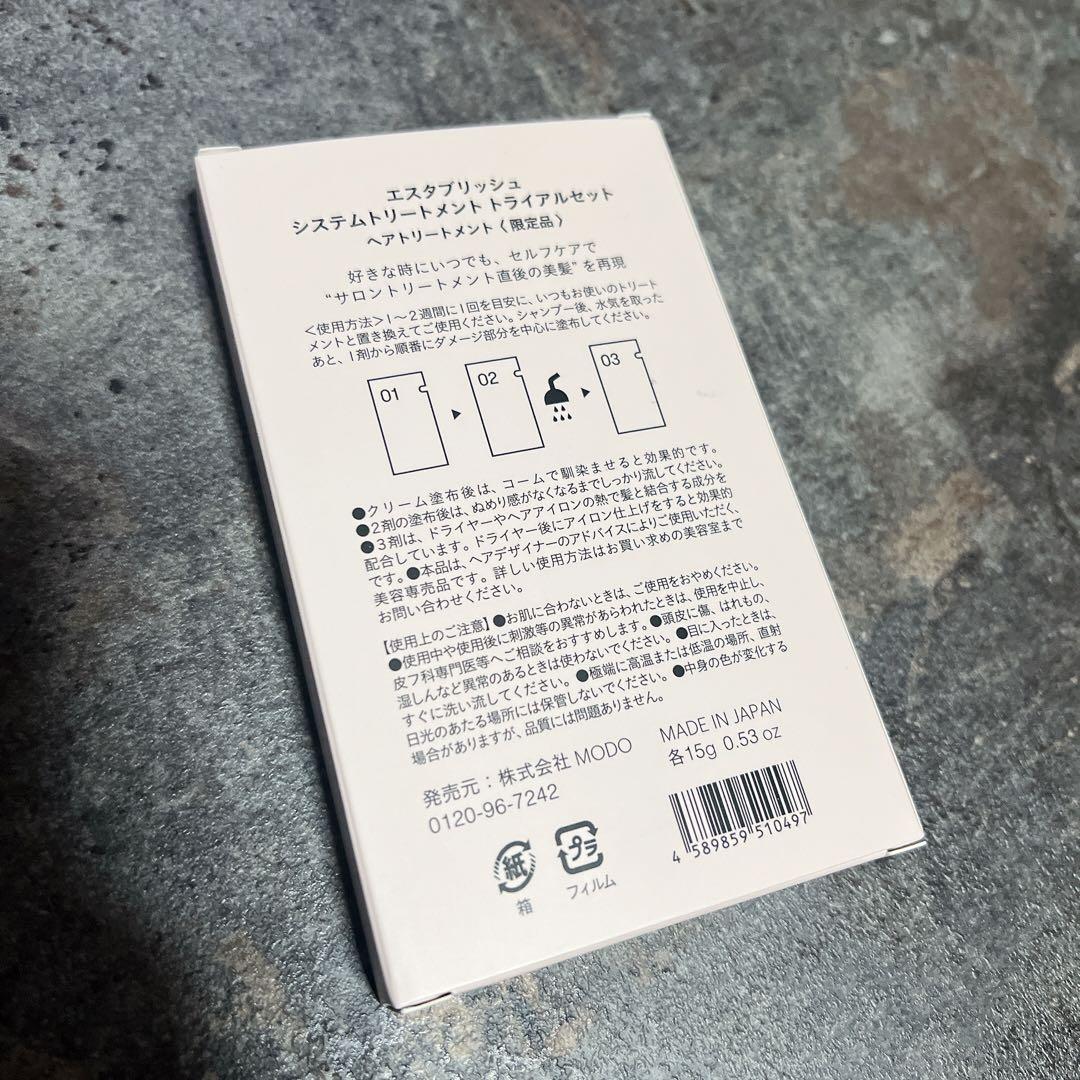 エスタブリッシュ
システムトリートメント トライアルセット
ヘアトリートメント〈限定品〉
好きな時にいつでも、セルフケアで
“サロントリートメント直後の美髪”を再現
<使用方法>1〜2週間に1回を目安に、いつもお使いのトリート
メントと置き換えてご使用ください。シャンプー後、水気を取った
あと、1剤から順番にダメージ部分を中心に塗布してください。
01
02
03
●クリーム塗布後は、コームで馴染ませると効果的です。
●2剤の塗布後は、ぬめり感がなくなるまでしっかり流してください。
●3剤は、ドライヤーやヘアアイロンの熱で髪と結合する成分を
配合しています。ドライヤー後にアイロン仕上げをすると効果的
です。●本品は、ヘアデザイナーのアドバイスによりご使用いただく、
美容専売品です。詳しい使用方法はお買い求めの美容室まで
お問い合わせください。
【使用上のご注意】●お肌に合わないときは、ご使用をおやめください。
●使用中や使用後に刺激等の異常があらわれたときは、使用を中止し、
皮フ科専門医等へご相談をおすすめします。●頭皮に傷、はれもの、
湿しんなど異常のあるときは使わないでください。●目に入ったときは、
すぐに洗い流してください。●極端に高温または低温の場所、直射
日光のあたる場所には保管しないでください。●中身の色が変化する
場合がありますが、品質には問題ありません。
発売元：株式会社 MODO
0120-96-7242
MADE IN JAPAN
各15g 0.53 oz
4 589859 510497
紙
箱
プラ
フィルム